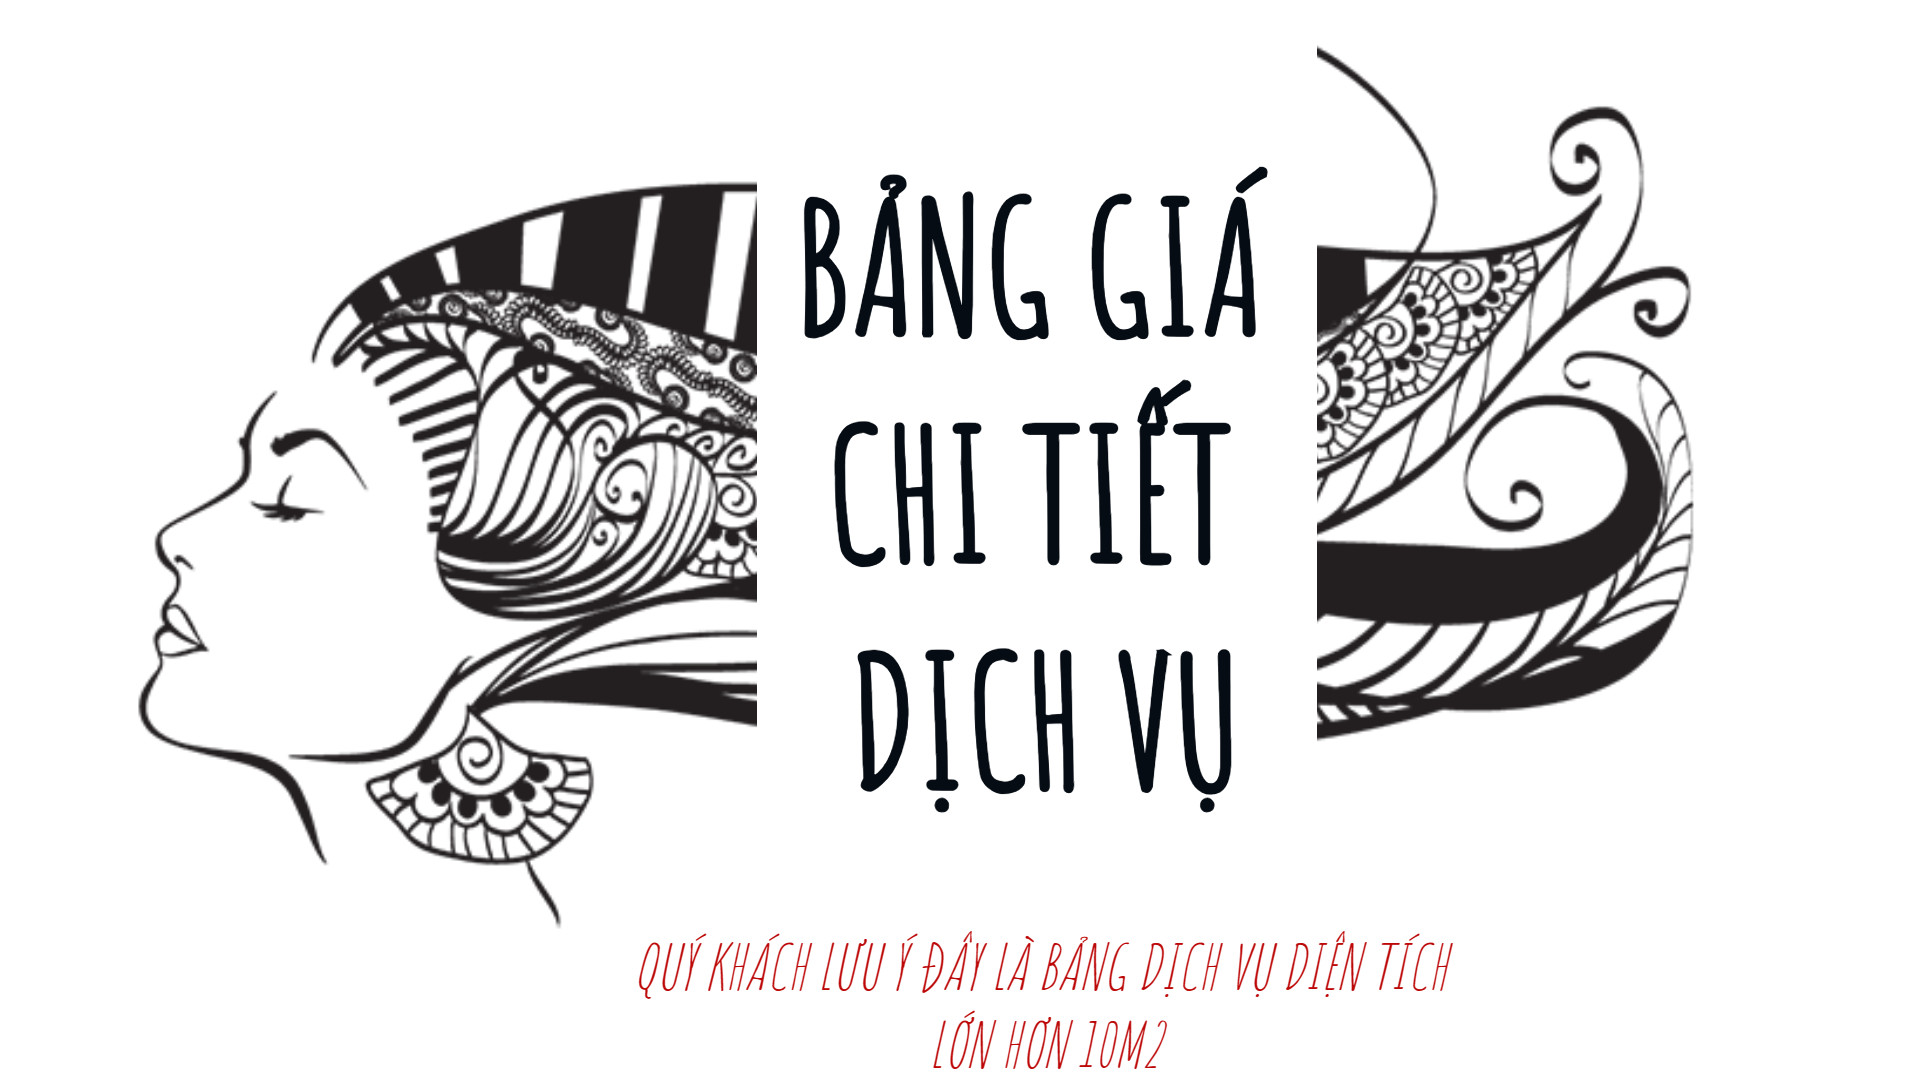 BẢNG GIÁ
CHI TIẾT
DỊCH VỤ
QUÝ KHÁCH LƯU Ý ĐÂY LÀ BẢNG DỊCH VỤ DIỆN TÍCH
LỚN HƠN 10M2